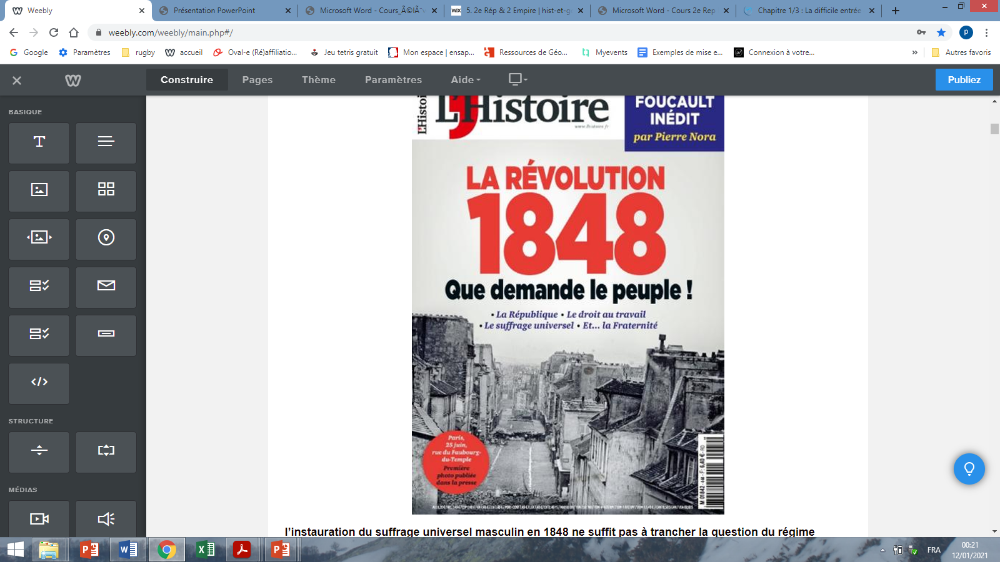 Weebly
Présentation PowerPoint
Microsoft Word - Cours_Ã©lÃ¨v
5. 2e Rép & 2 Empire | hist-et-g
Microsoft Word - Cours 2e Rep
Chapitre 1/3 : La difficile entrée
weebly.com/weebly/main.php#/
P
Google
Paramètres
rugby
accueil
Oval-e (Ré)affiliatio...
Jeu tetris gratuit
Mon espace | ensap...
Ressources de Géo...
Myevents
Exemples de mise e...
Connexion à votre...
»
Autres favoris
Construire
Pages
Thème
Paramètres
Aide
Publiez
BASIQUE
STRUCTURE
MÉDIAS
L'Histoire
L'Histoire
www.lhistoire.fr
FOUCAULT
INÉDIT
par Pierre Nora
LA RÉVOLUTION
1848
Que demande le peuple !
• La République • Le droit au travail
• Le suffrage universel • Et... la Fraternité
Paris,
25 juin,
rue du Faubourg-
du-Temple
Première
photo publiée
dans la presse
l'instauration du suffrage universel masculin en 1848 ne suffit pas à trancher la question du régime
FRA
00:21
12/01/2021